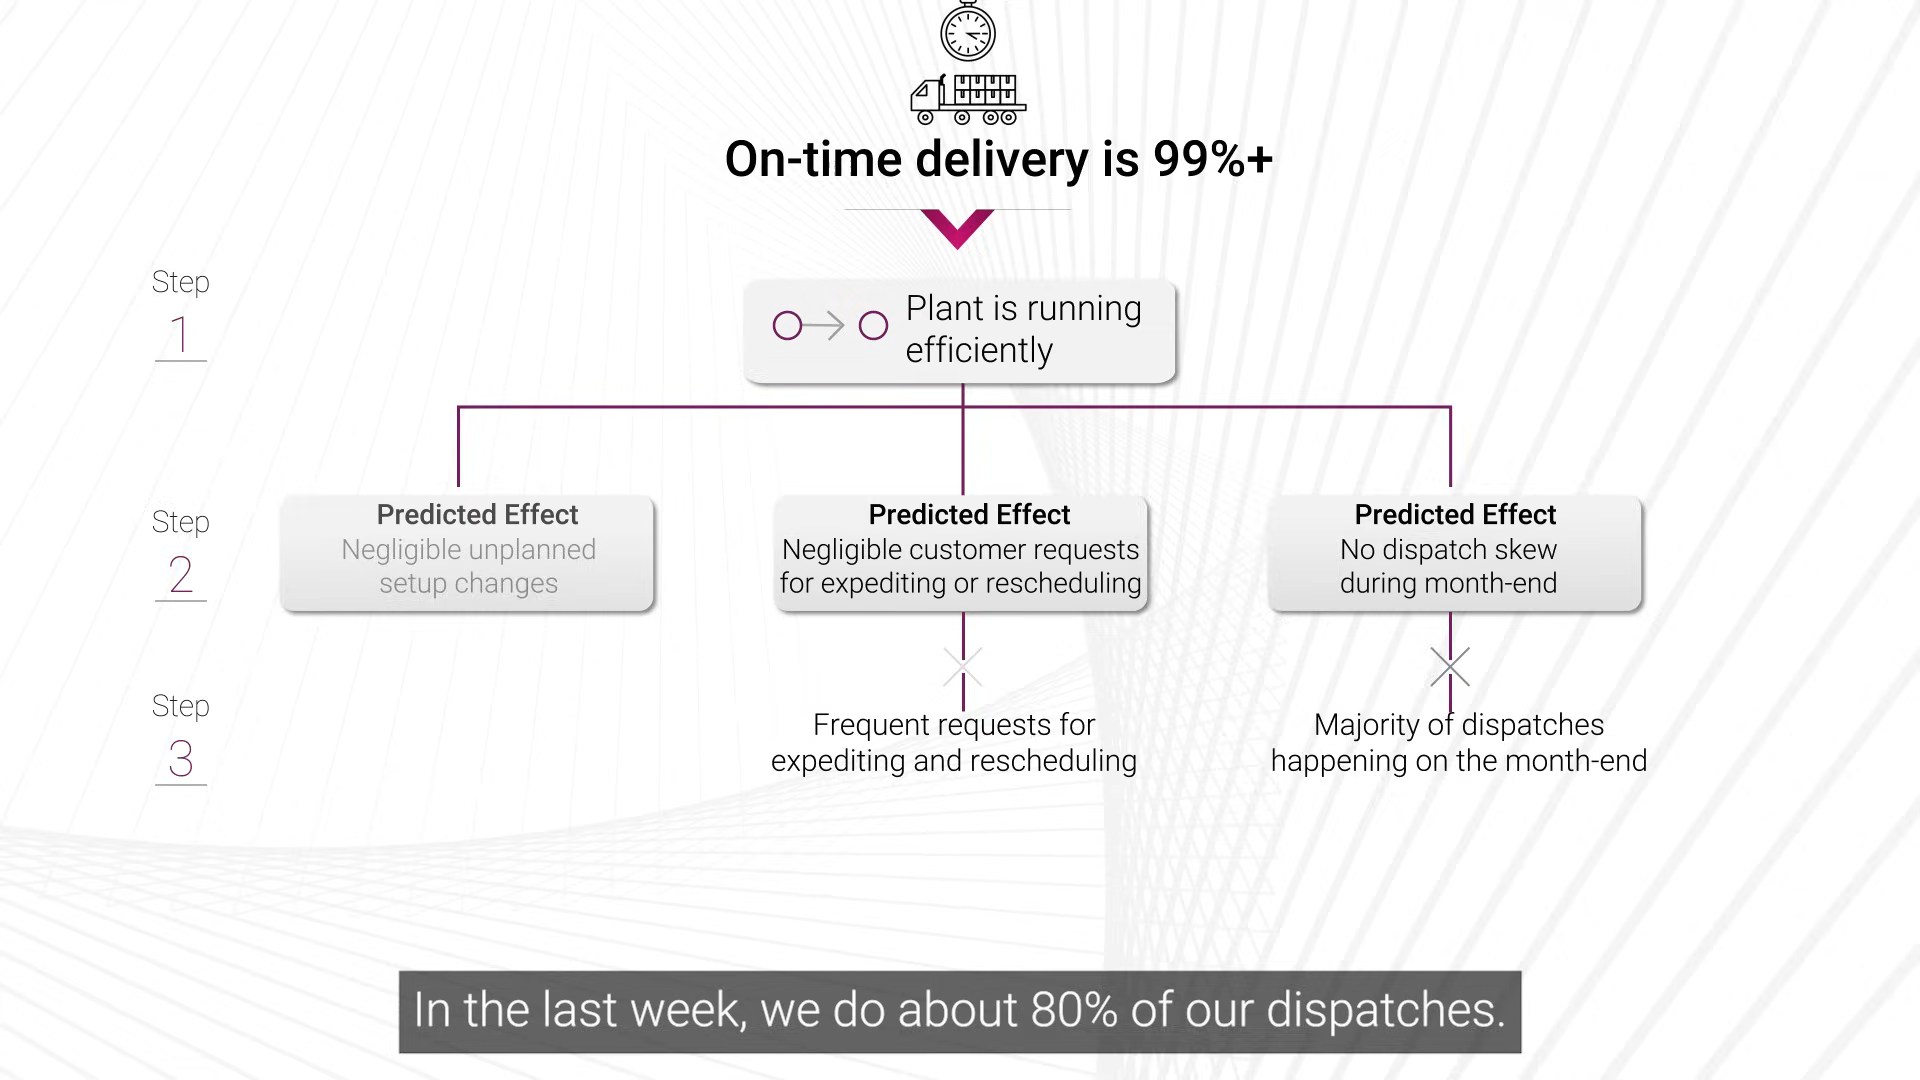 On-time delivery is 99%+
Step
1
Plant is running
efficiently
Step
2
Predicted Effect
Negligible unplanned
setup changes
Predicted Effect
Negligible customer requests
for expediting or rescheduling
Predicted Effect
No dispatch skew
during month-end
Step
3
Frequent requests for
expediting and rescheduling
Majority of dispatches
happening on the month-end
In the last week, we do about 80% of our dispatches.